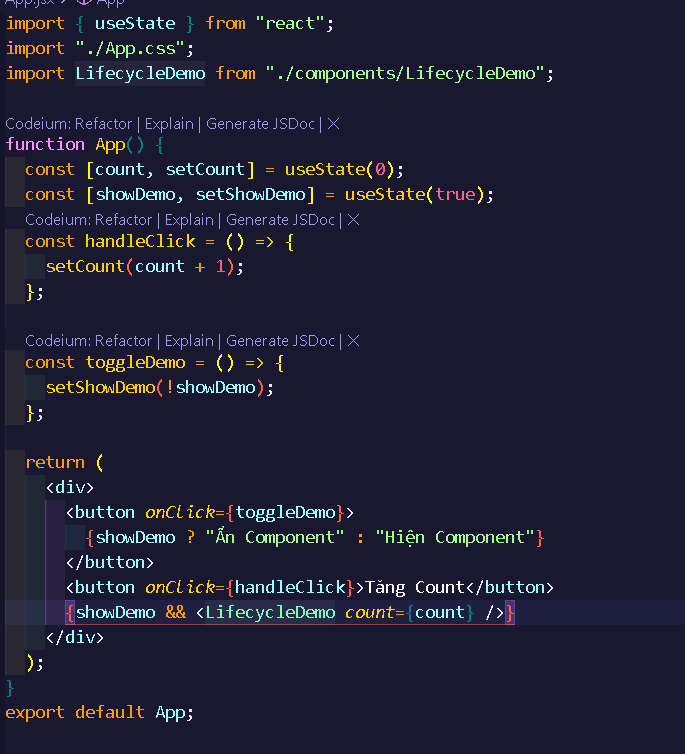 App.jsx > App
import { useState } from "react";
import "./App.css";
import LifecycleDemo from "./components/LifecycleDemo";
Codeium: Refactor | Explain | Generate JSDoc | ×
function App() {
  const [count, setCount] = useState(0);
  const [showDemo, setShowDemo] = useState(true);
  Codeium: Refactor | Explain | Generate JSDoc | ×
  const handleClick = () => {
    setCount(count + 1);
  };
  Codeium: Refactor | Explain | Generate JSDoc | ×
  const toggleDemo = () => {
    setShowDemo(!showDemo);
  };
  return (
    <div>
      <button onClick={toggleDemo}>
        {showDemo ? "Ẩn Component" : "Hiện Component"}
      </button>
      <button onClick={handleClick}>Tăng Count</button>
      {showDemo && <LifecycleDemo count={count} />}
    </div>
  );
}
export default App;